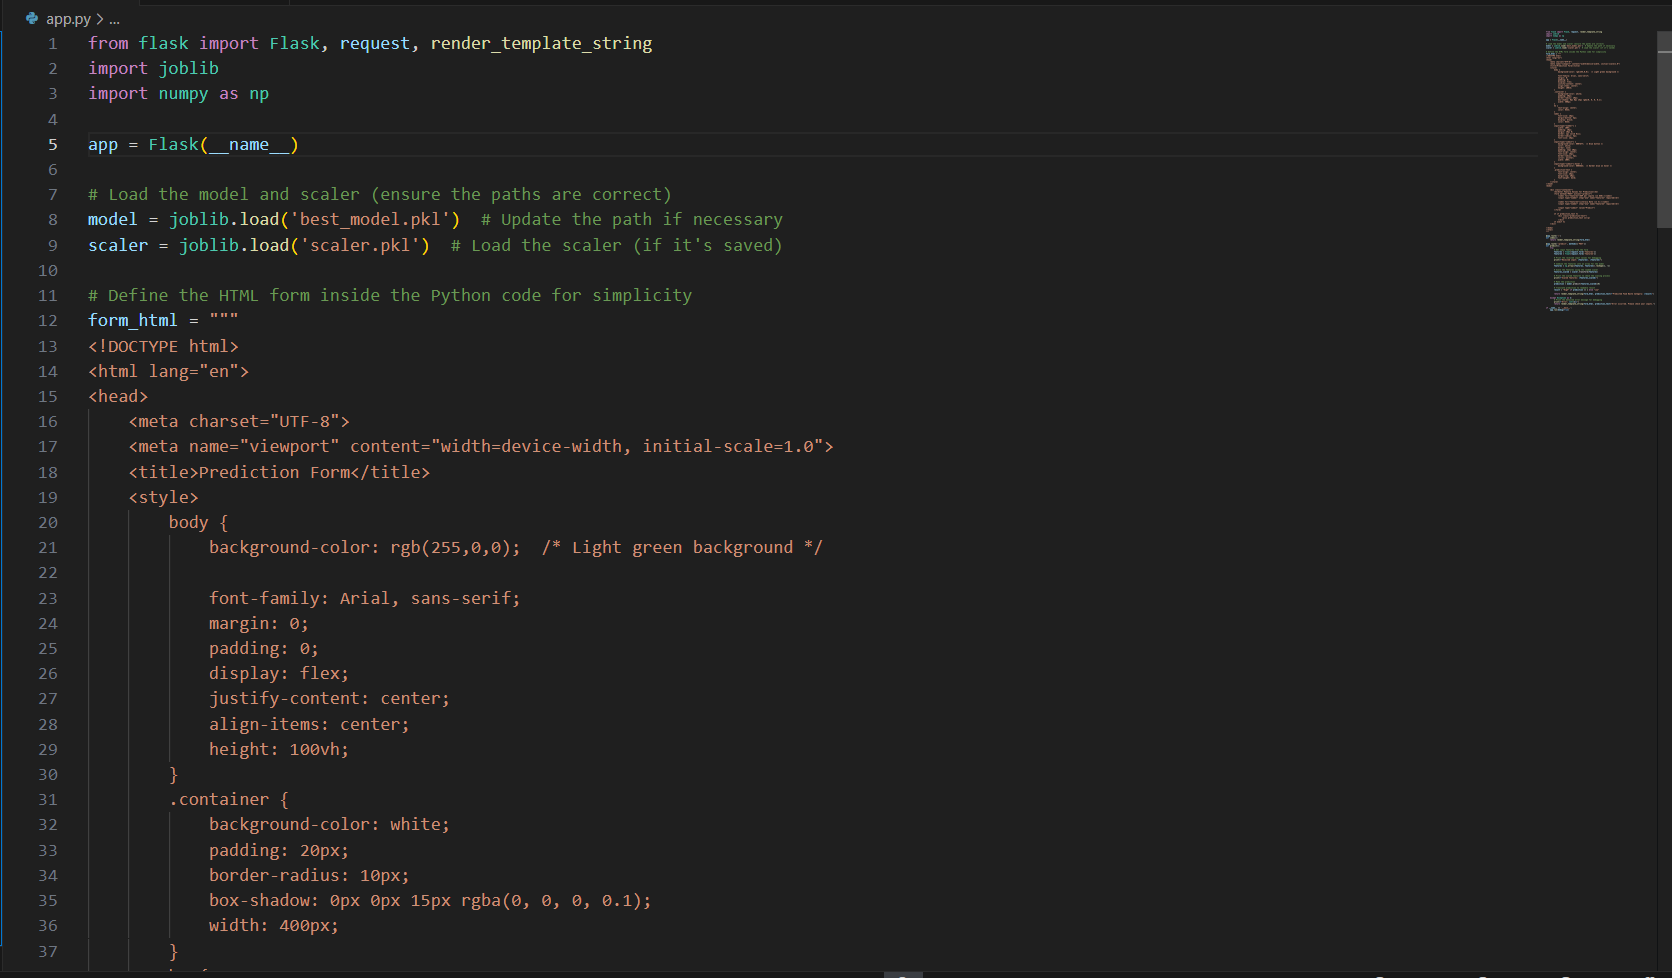 app.py > ...
1 from flask import Flask, request, render_template_string
2 import joblib
3 import numpy as np
4
5 app = Flask(__name__)
6
7 # Load the model and scaler (ensure the paths are correct)
8 model = joblib.load('best_model.pkl')  # Update the path if necessary
9 scaler = joblib.load('scaler.pkl')  # Load the scaler (if it's saved)
10
11 # Define the HTML form inside the Python code for simplicity
12 form_html = """
13 <!DOCTYPE html>
14 <html lang="en">
15 <head>
16     <meta charset="UTF-8">
17     <meta name="viewport" content="width=device-width, initial-scale=1.0">
18     <title>Prediction Form</title>
19     <style>
20         body {
21             background-color: rgb(255,0,0);  /* Light green background */
22
23             font-family: Arial, sans-serif;
24             margin: 0;
25             padding: 0;
26             display: flex;
27             justify-content: center;
28             align-items: center;
29             height: 100vh;
30         }
31         .container {
32             background-color: white;
33             padding: 20px;
34             border-radius: 10px;
35             box-shadow: 0px 0px 15px rgba(0, 0, 0, 0.1);
36             width: 400px;
37         }